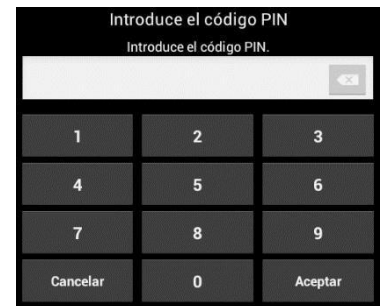 Introduce el código PIN
Introduce el código PIN.
1 2 3
4 5 6
7 8 9
Cancelar 0 Aceptar